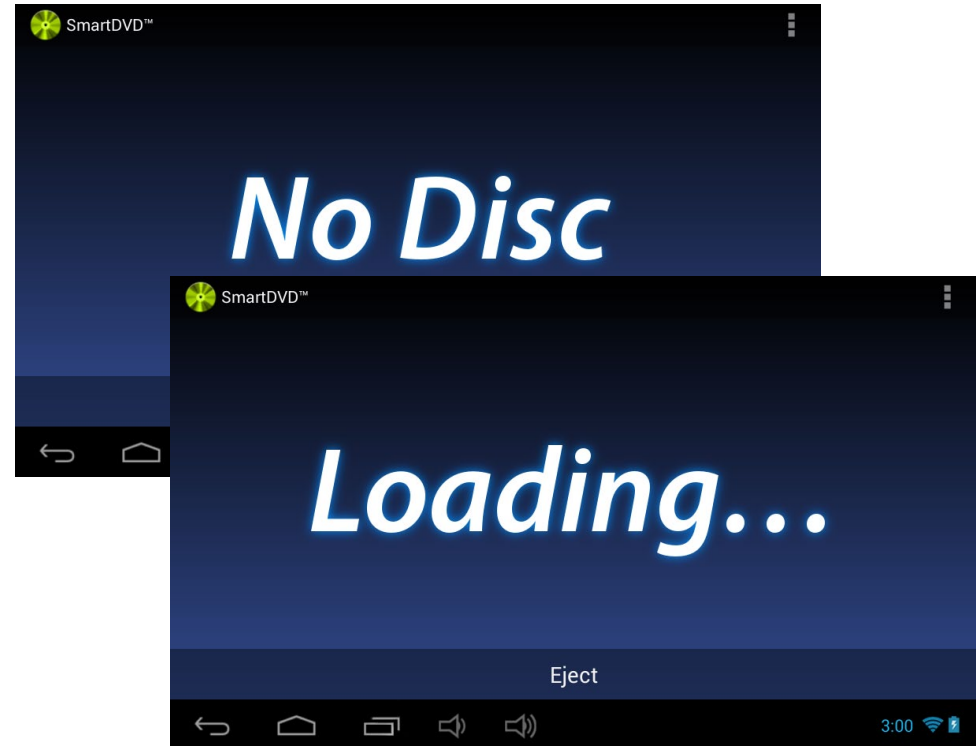 SmartDVD™
No Disc
SmartDVD™
Loading...
Eject
3:00